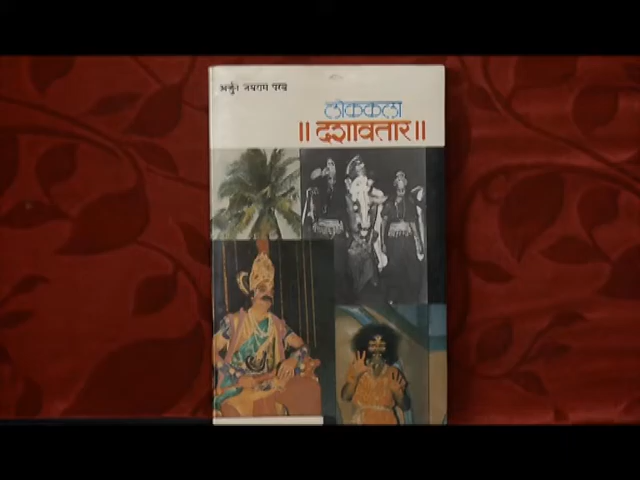 अर्जुन जयराम परब
लोककला
॥ दशावतार ॥